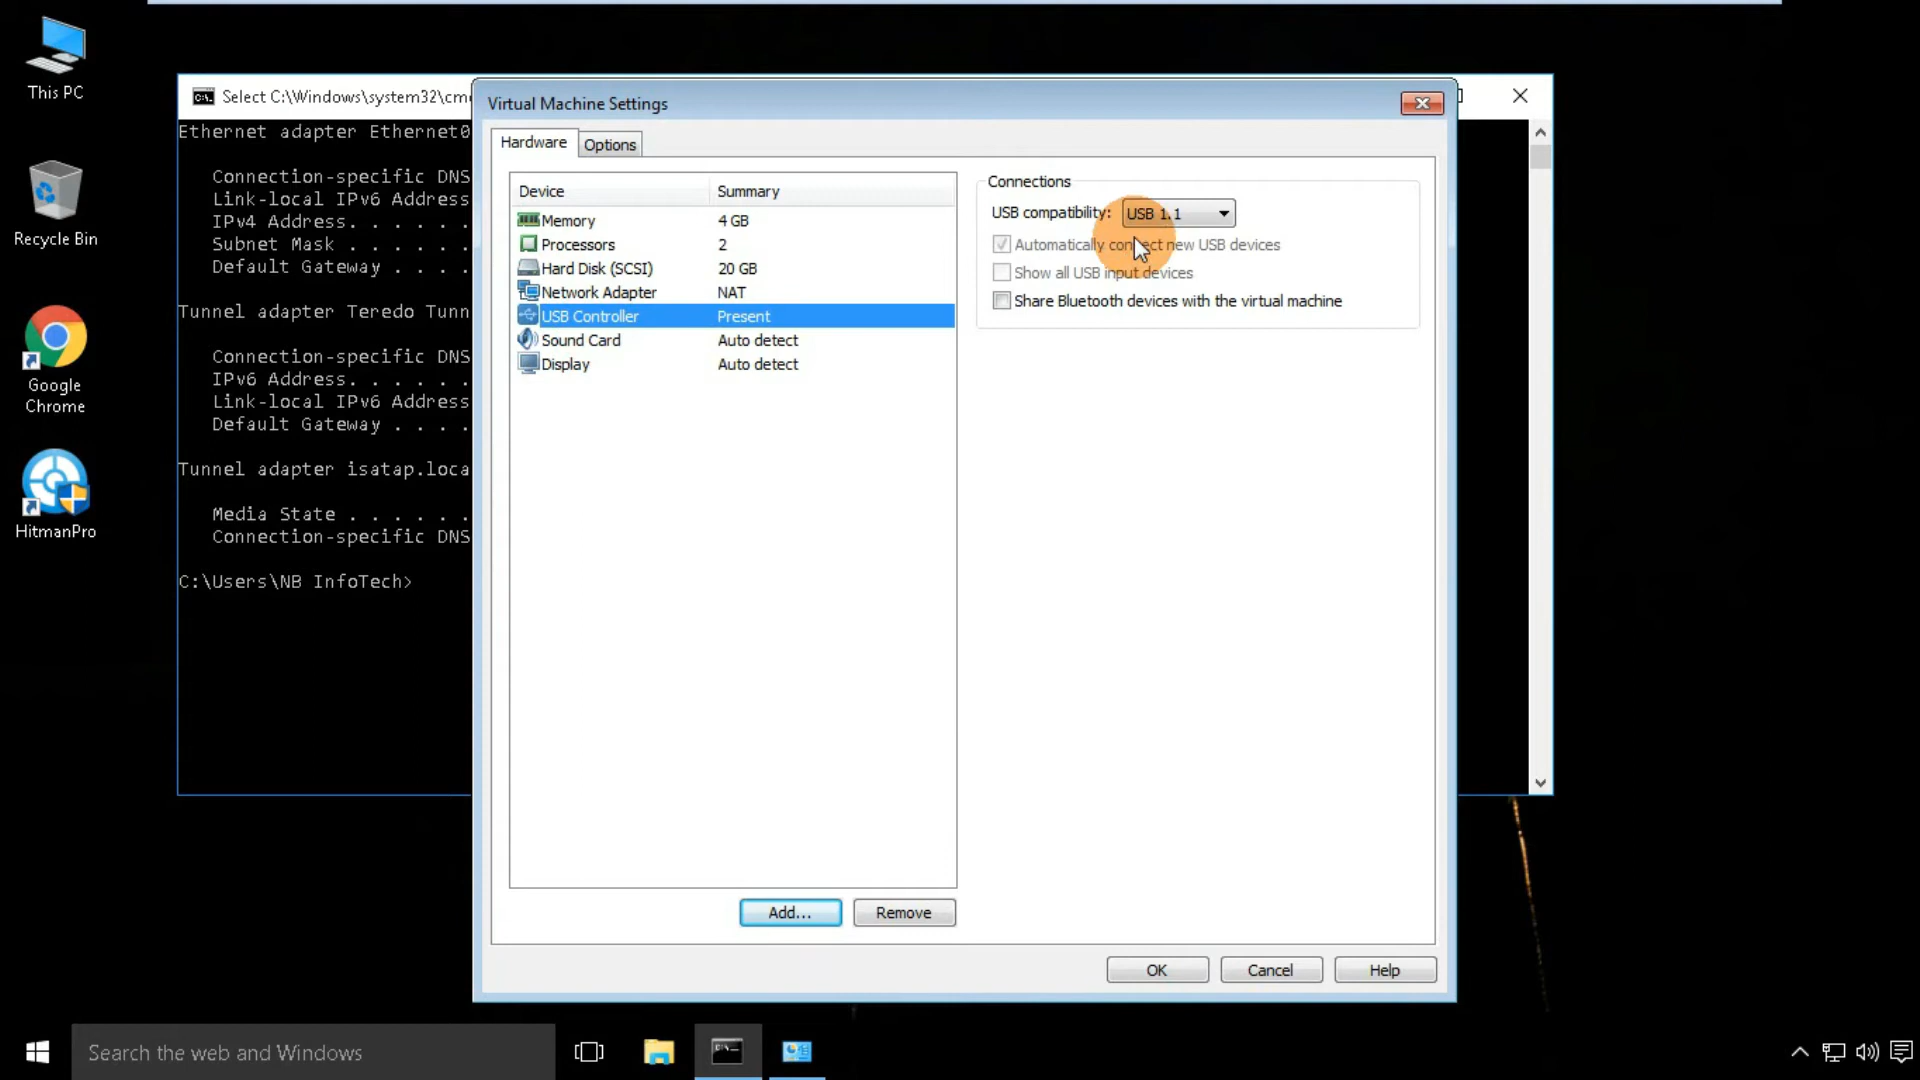 This PC
Recycle Bin
Google
Chrome
HitmanPro
Select C:\Windows\system32\cm
Ethernet adapter Ethernet0
Connection-specific DNS
Link-local IPv6 Address
IPv4 Address. . . . . .
Subnet Mask . . . . . .
Default Gateway . . . .
Tunnel adapter Teredo Tunn
Connection-specific DNS
IPv6 Address. . . . . .
Link-local IPv6 Address
Default Gateway . . . .
Tunnel adapter isatap.loca
Media State . . . . . .
Connection-specific DNS
C:\Users\NB InfoTech>
Virtual Machine Settings
Hardware
Options
Device Summary
Memory 4 GB
Processors 2
Hard Disk (SCSI) 20 GB
Network Adapter NAT
USB Controller Present
Sound Card Auto detect
Display Auto detect
Add...
Remove
Connections
USB compatibility: USB 1.1
Automatically connect new USB devices
Show all USB input devices
Share Bluetooth devices with the virtual machine
OK
Cancel
Help
Search the web and Windows